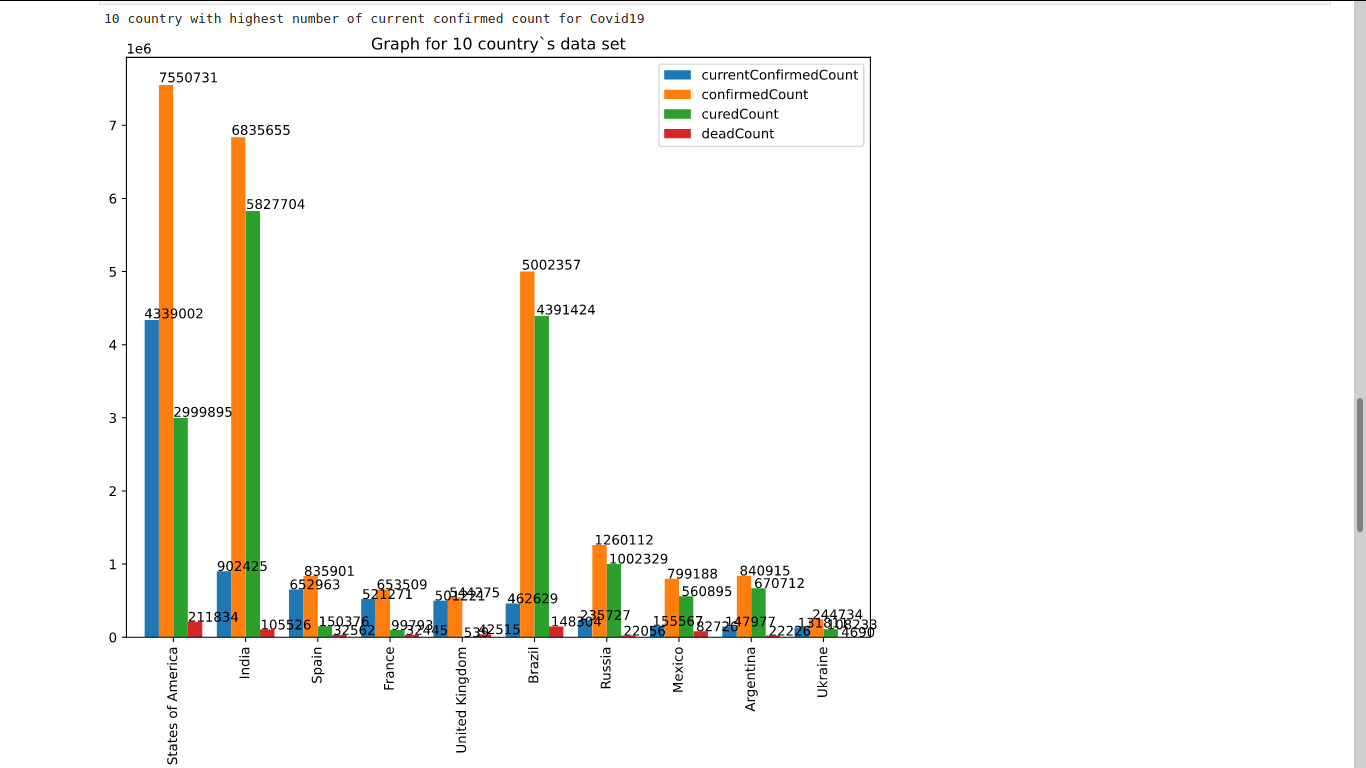 10 country with highest number of current confirmed count for Covid19
Graph for 10 country`s data set
1e6
currentConfirmedCount
confirmedCount
curedCount
deadCount
7
6
5
4
3
2
1
0
4339002
7550731
2999895
211834
902425
6835655
5827704
105526
652963
835901
150376
32562
521271
653509
99793
32445
501221
544275
539
42515
462629
5002357
4391424
148304
235727
1260112
1002329
22056
155567
799188
560895
82726
147977
840915
670712
22226
244734
4690
States of America
India
Spain
France
United Kingdom
Brazil
Russia
Mexico
Argentina
Ukraine